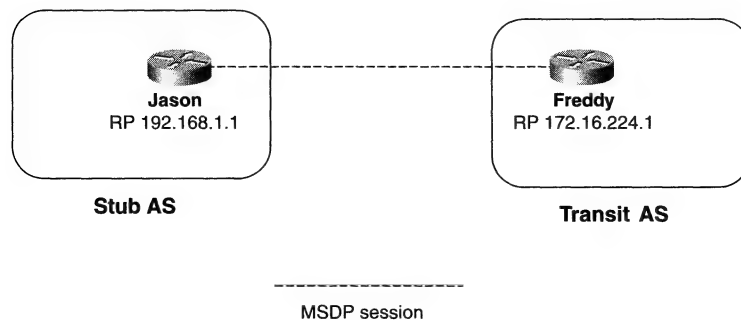 Jason
RP 192.168.1.1
Freddy
RP 172.16.224.1
Stub AS
Transit AS
MSDP session